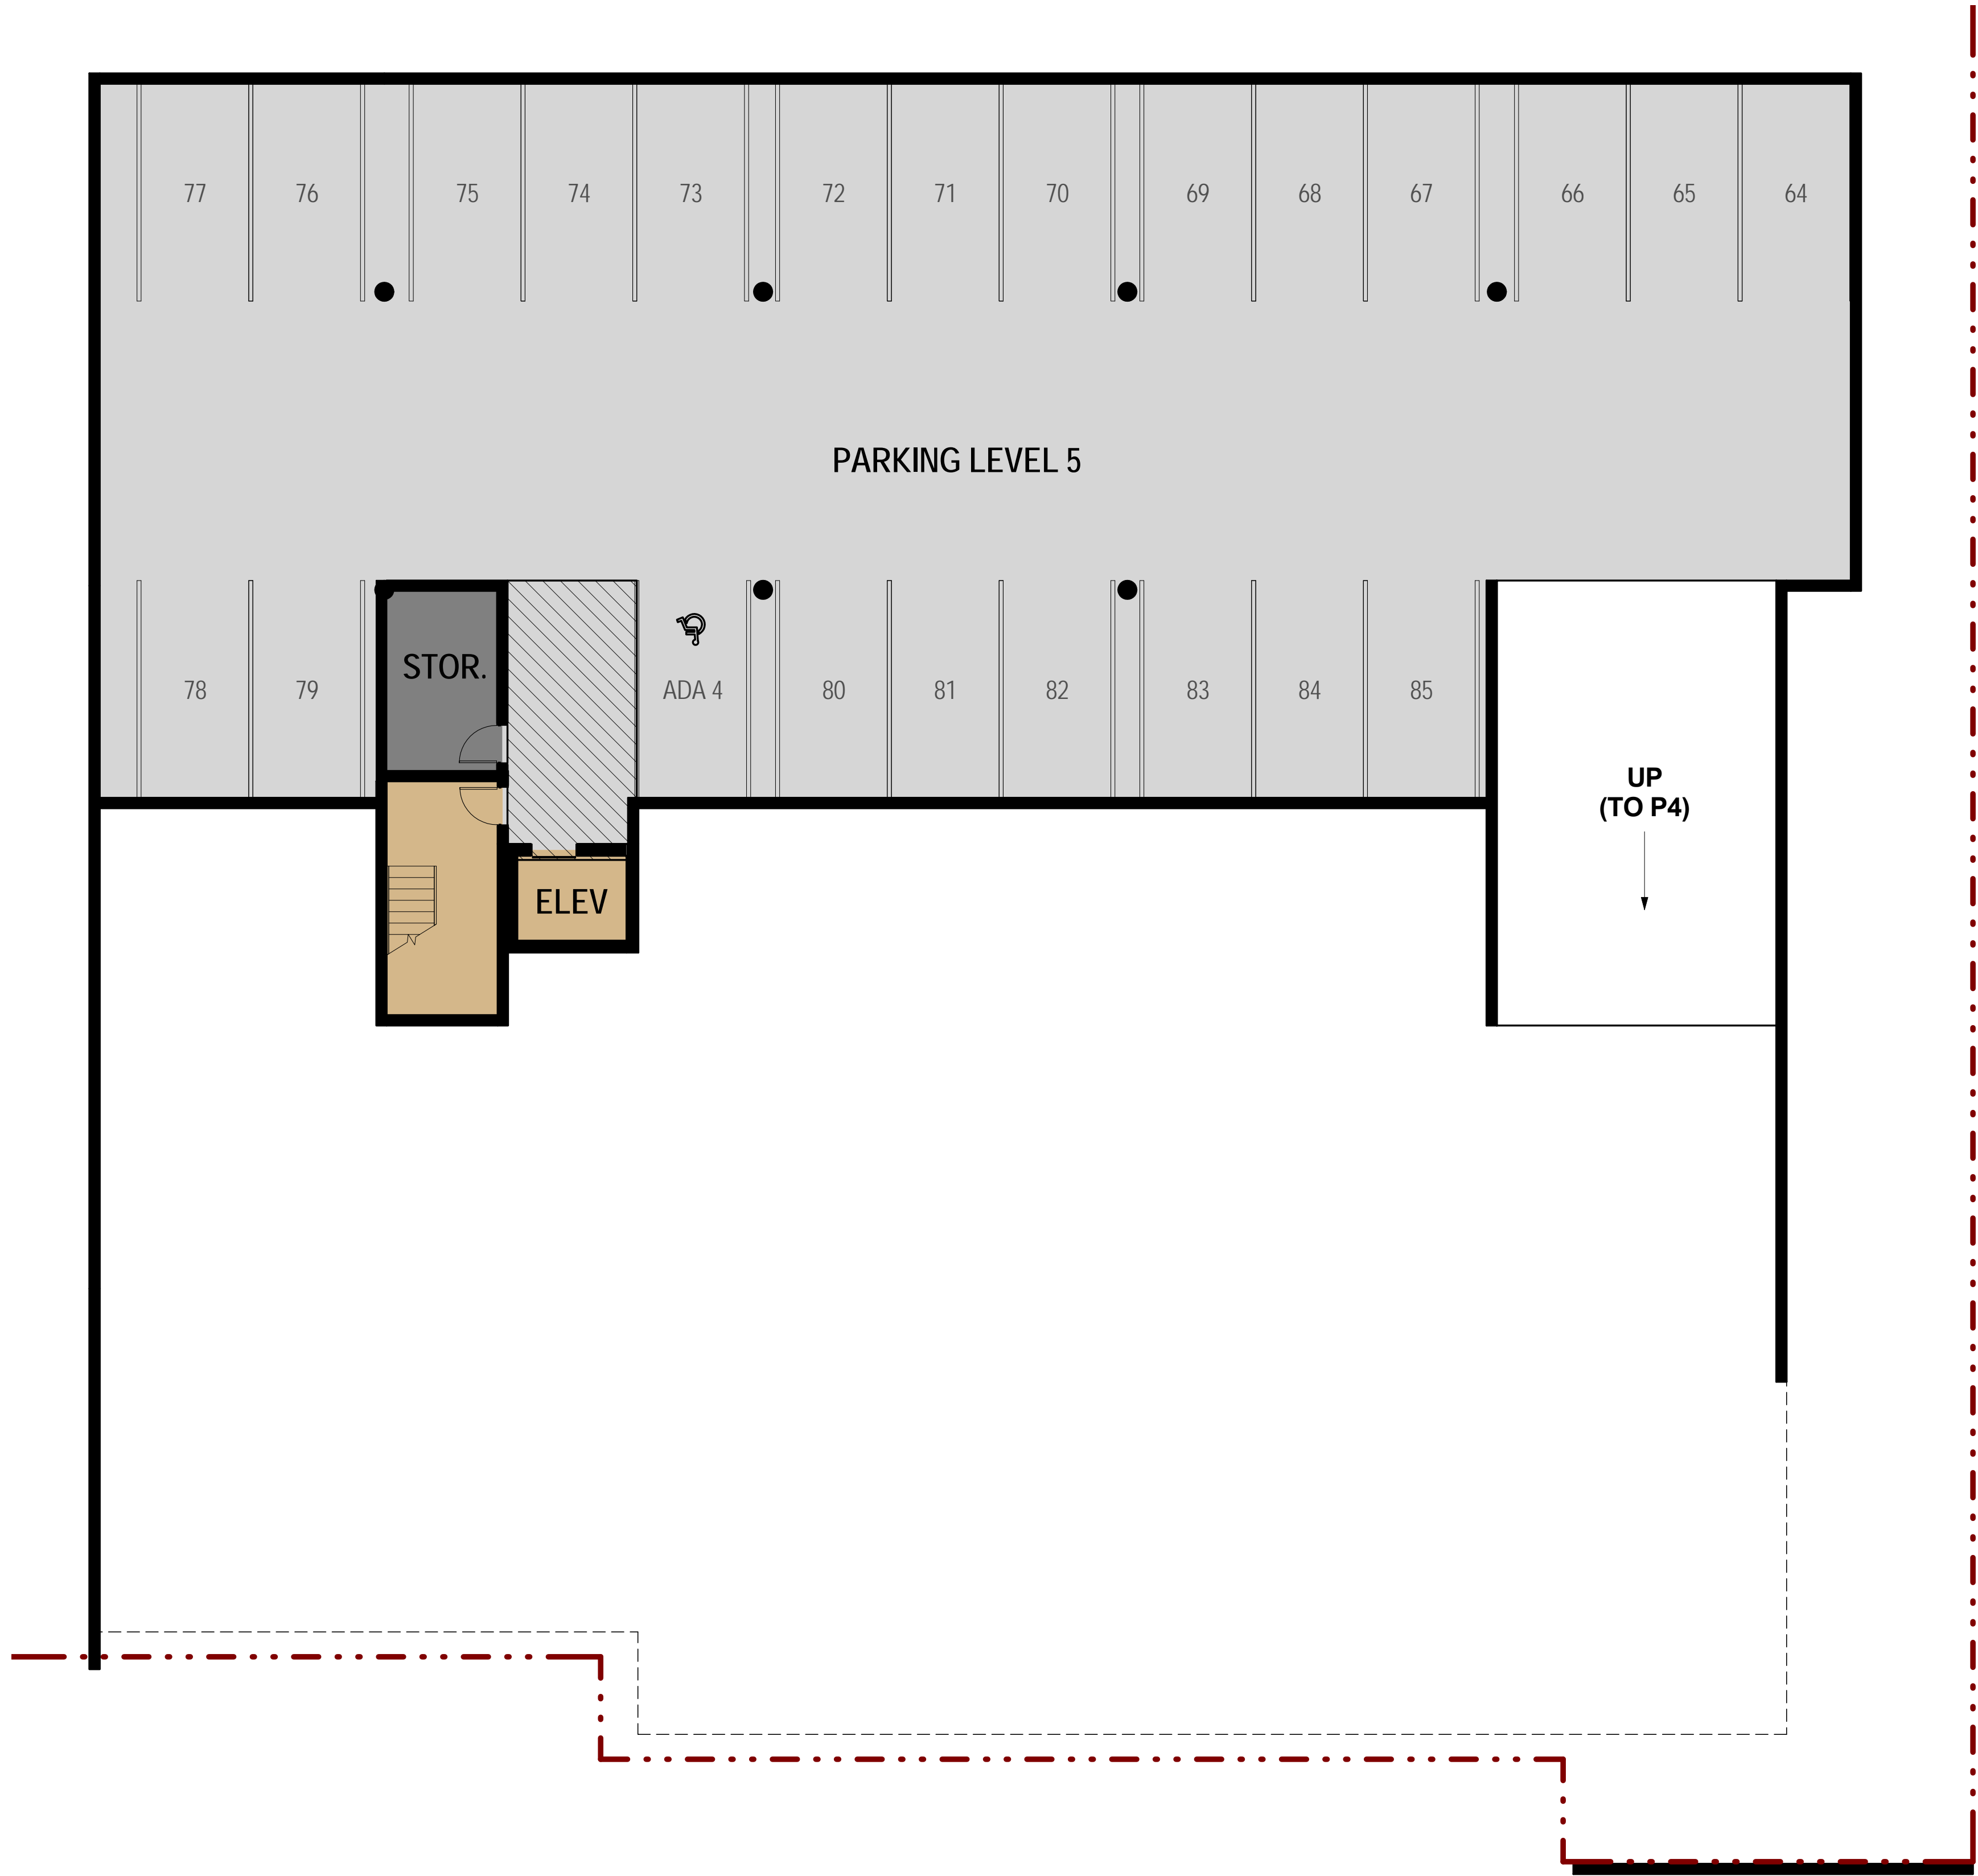 77 76 75 74 73 72 71 70 69 68 67 66 65 64
PARKING LEVEL 5
STOR.
78 79 ADA 4 80 81 82 83 84 85
UP
(TO P4)
ELEV